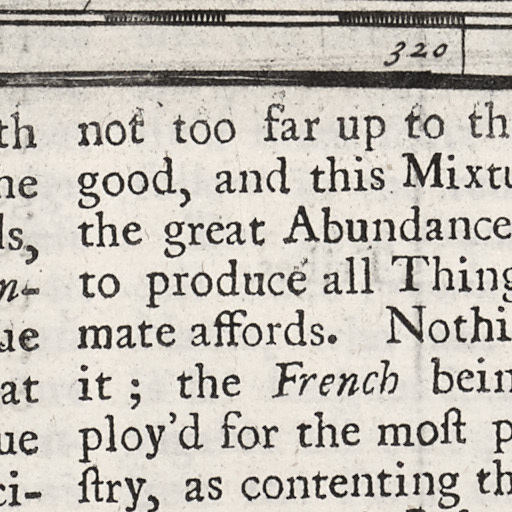 320
th
ne
ls,
n-
ue
at
ue
ci-
not too far up to th
good, and this Mixtu
the great Abundance
to produce all Thing
mate affords. Nothi
it ; the French bein
ploy'd for the moſt p
ſtry, as contenting th